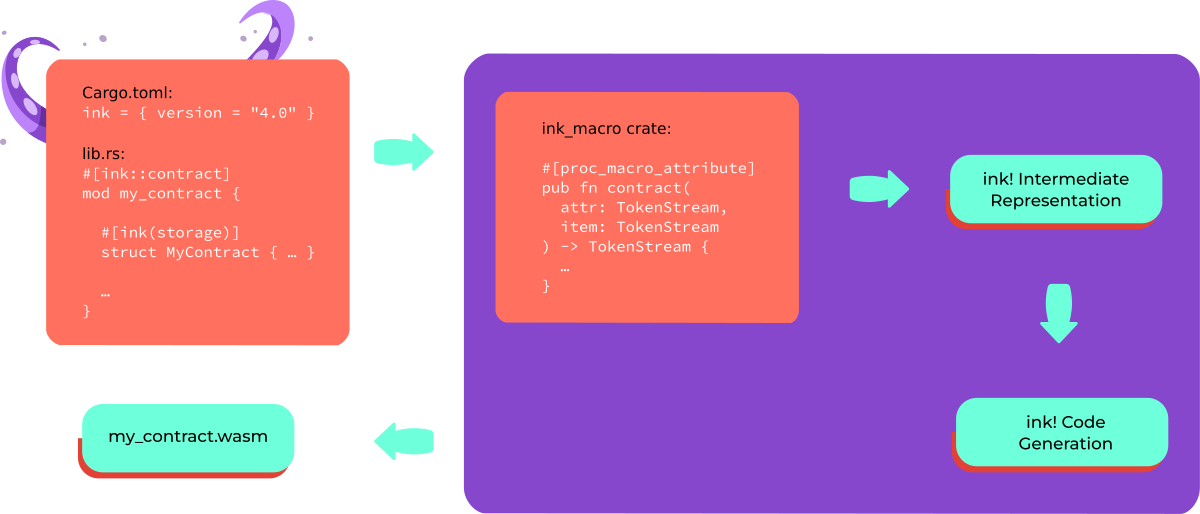 Cargo.toml:
ink = { version = "4.0" }
lib.rs:
#[ink::contract]
mod my_contract {
#[ink(storage)]
struct MyContract { … }
…
}
ink_macro crate:
#[proc_macro_attribute]
pub fn contract(
attr: TokenStream,
item: TokenStream
) -> TokenStream {
…
}
ink! Intermediate
Representation
ink! Code
Generation
my_contract.wasm